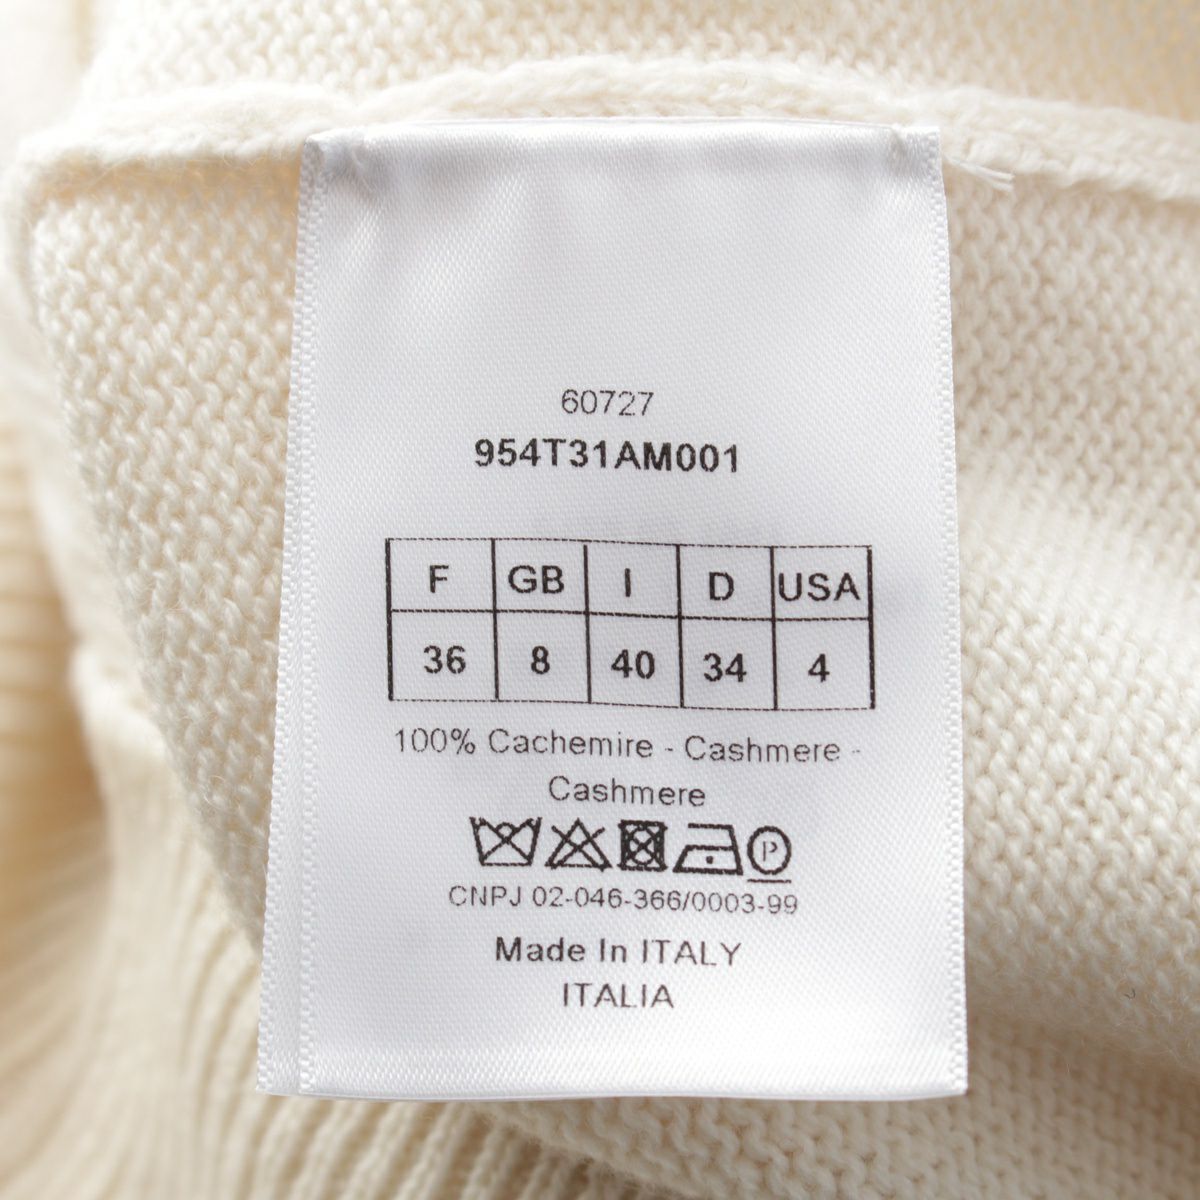 60727
954T31AM001
F GB I D USA
36 8 40 34 4
100% Cachemire - Cashmere -
Cashmere
P
CNPJ 02-046-366/0003-99
Made In ITALY
ITALIA